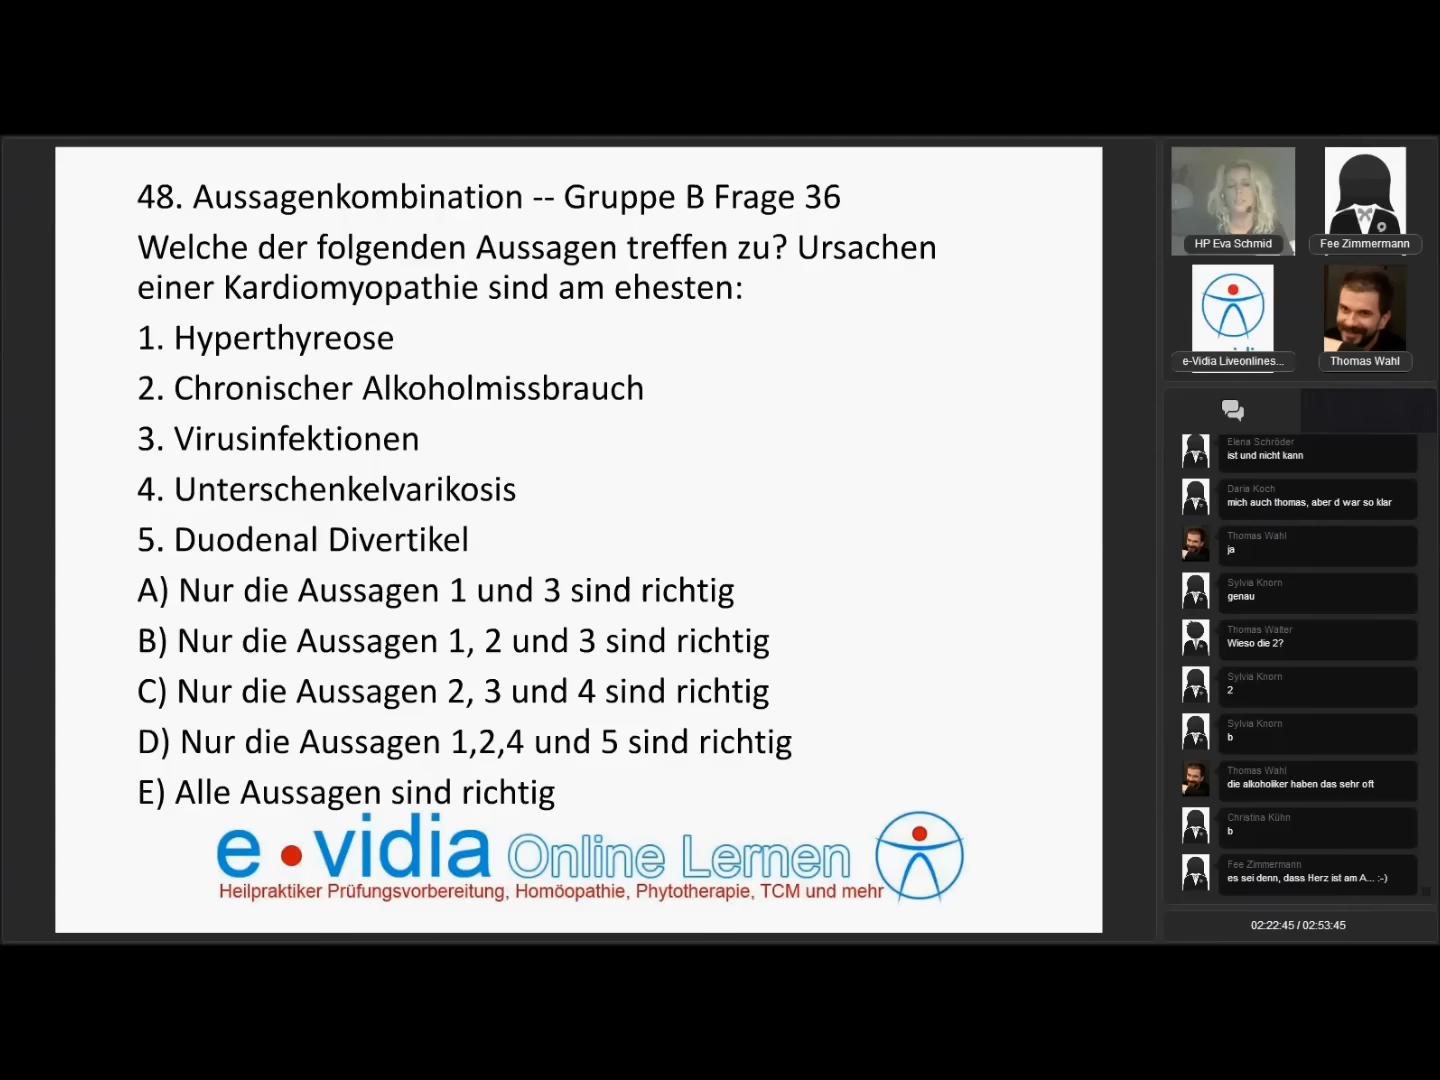 48. Aussagenkombination -- Gruppe B Frage 36
Welche der folgenden Aussagen treffen zu? Ursachen
einer Kardiomyopathie sind am ehesten:
1. Hyperthyreose
2. Chronischer Alkoholmissbrauch
3. Virusinfektionen
4. Unterschenkelvarikosis
5. Duodenal Divertikel
A) Nur die Aussagen 1 und 3 sind richtig
B) Nur die Aussagen 1, 2 und 3 sind richtig
C) Nur die Aussagen 2, 3 und 4 sind richtig
D) Nur die Aussagen 1,2,4 und 5 sind richtig
E) Alle Aussagen sind richtig
e vidia Online Lernen
Heilpraktiker Prüfungsvorbereitung, Homöopathie, Phytotherapie, TCM und mehr
HP Eva Schmid
Fee Zimmermann
e-Vidia Liveonlines...
Thomas Wahl
Elena Schröder
ist und nicht kann
Daria Koch
mich auch thomas, aber d war so klar
Thomas Wahl
ja
Sylvia Knorn
genau
Thomas Walter
Wieso die 2?
Sylvia Knorn
2
Sylvia Knorn
b
Thomas Wahl
die alkoholiker haben das sehr oft
Christina Kühn
b
Fee Zimmermann
es sei denn, dass Herz ist am A... :-)
02:22:45 / 02:53:45